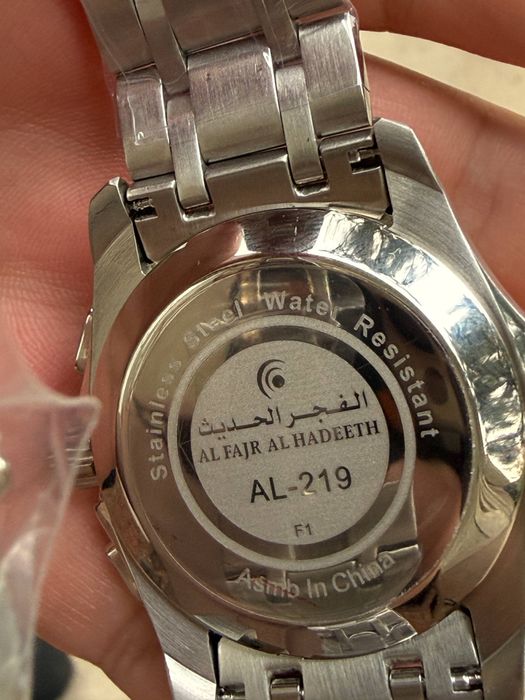 Stainless Steel Water Resistant
الفجر الحديث
AL FAJR AL HADEETH
AL-219
F1
Asmb In China